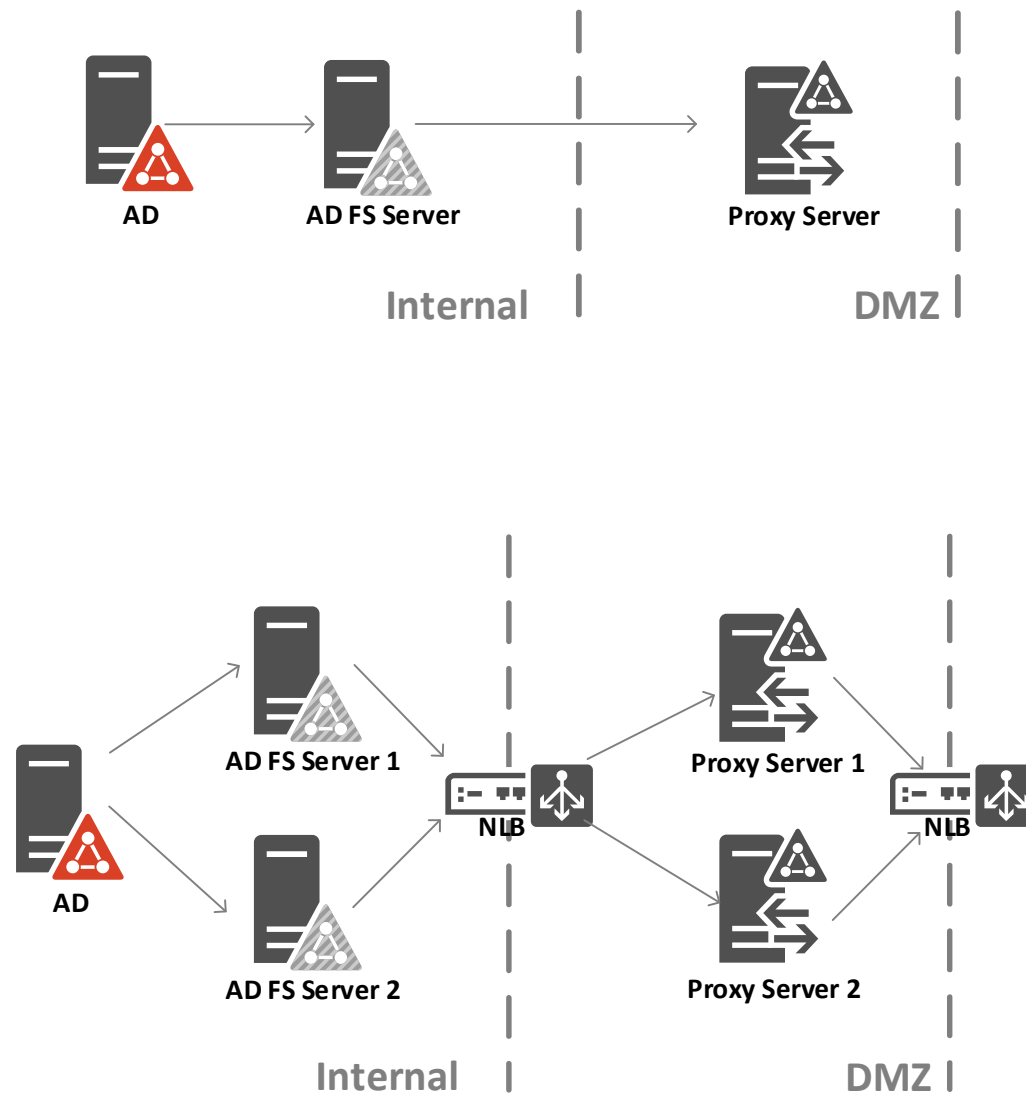 AD
AD FS Server
Proxy Server
Internal
DMZ
AD FS Server 1
Proxy Server 1
NLB
NLB
AD
AD FS Server 2
Proxy Server 2
Internal
DMZ